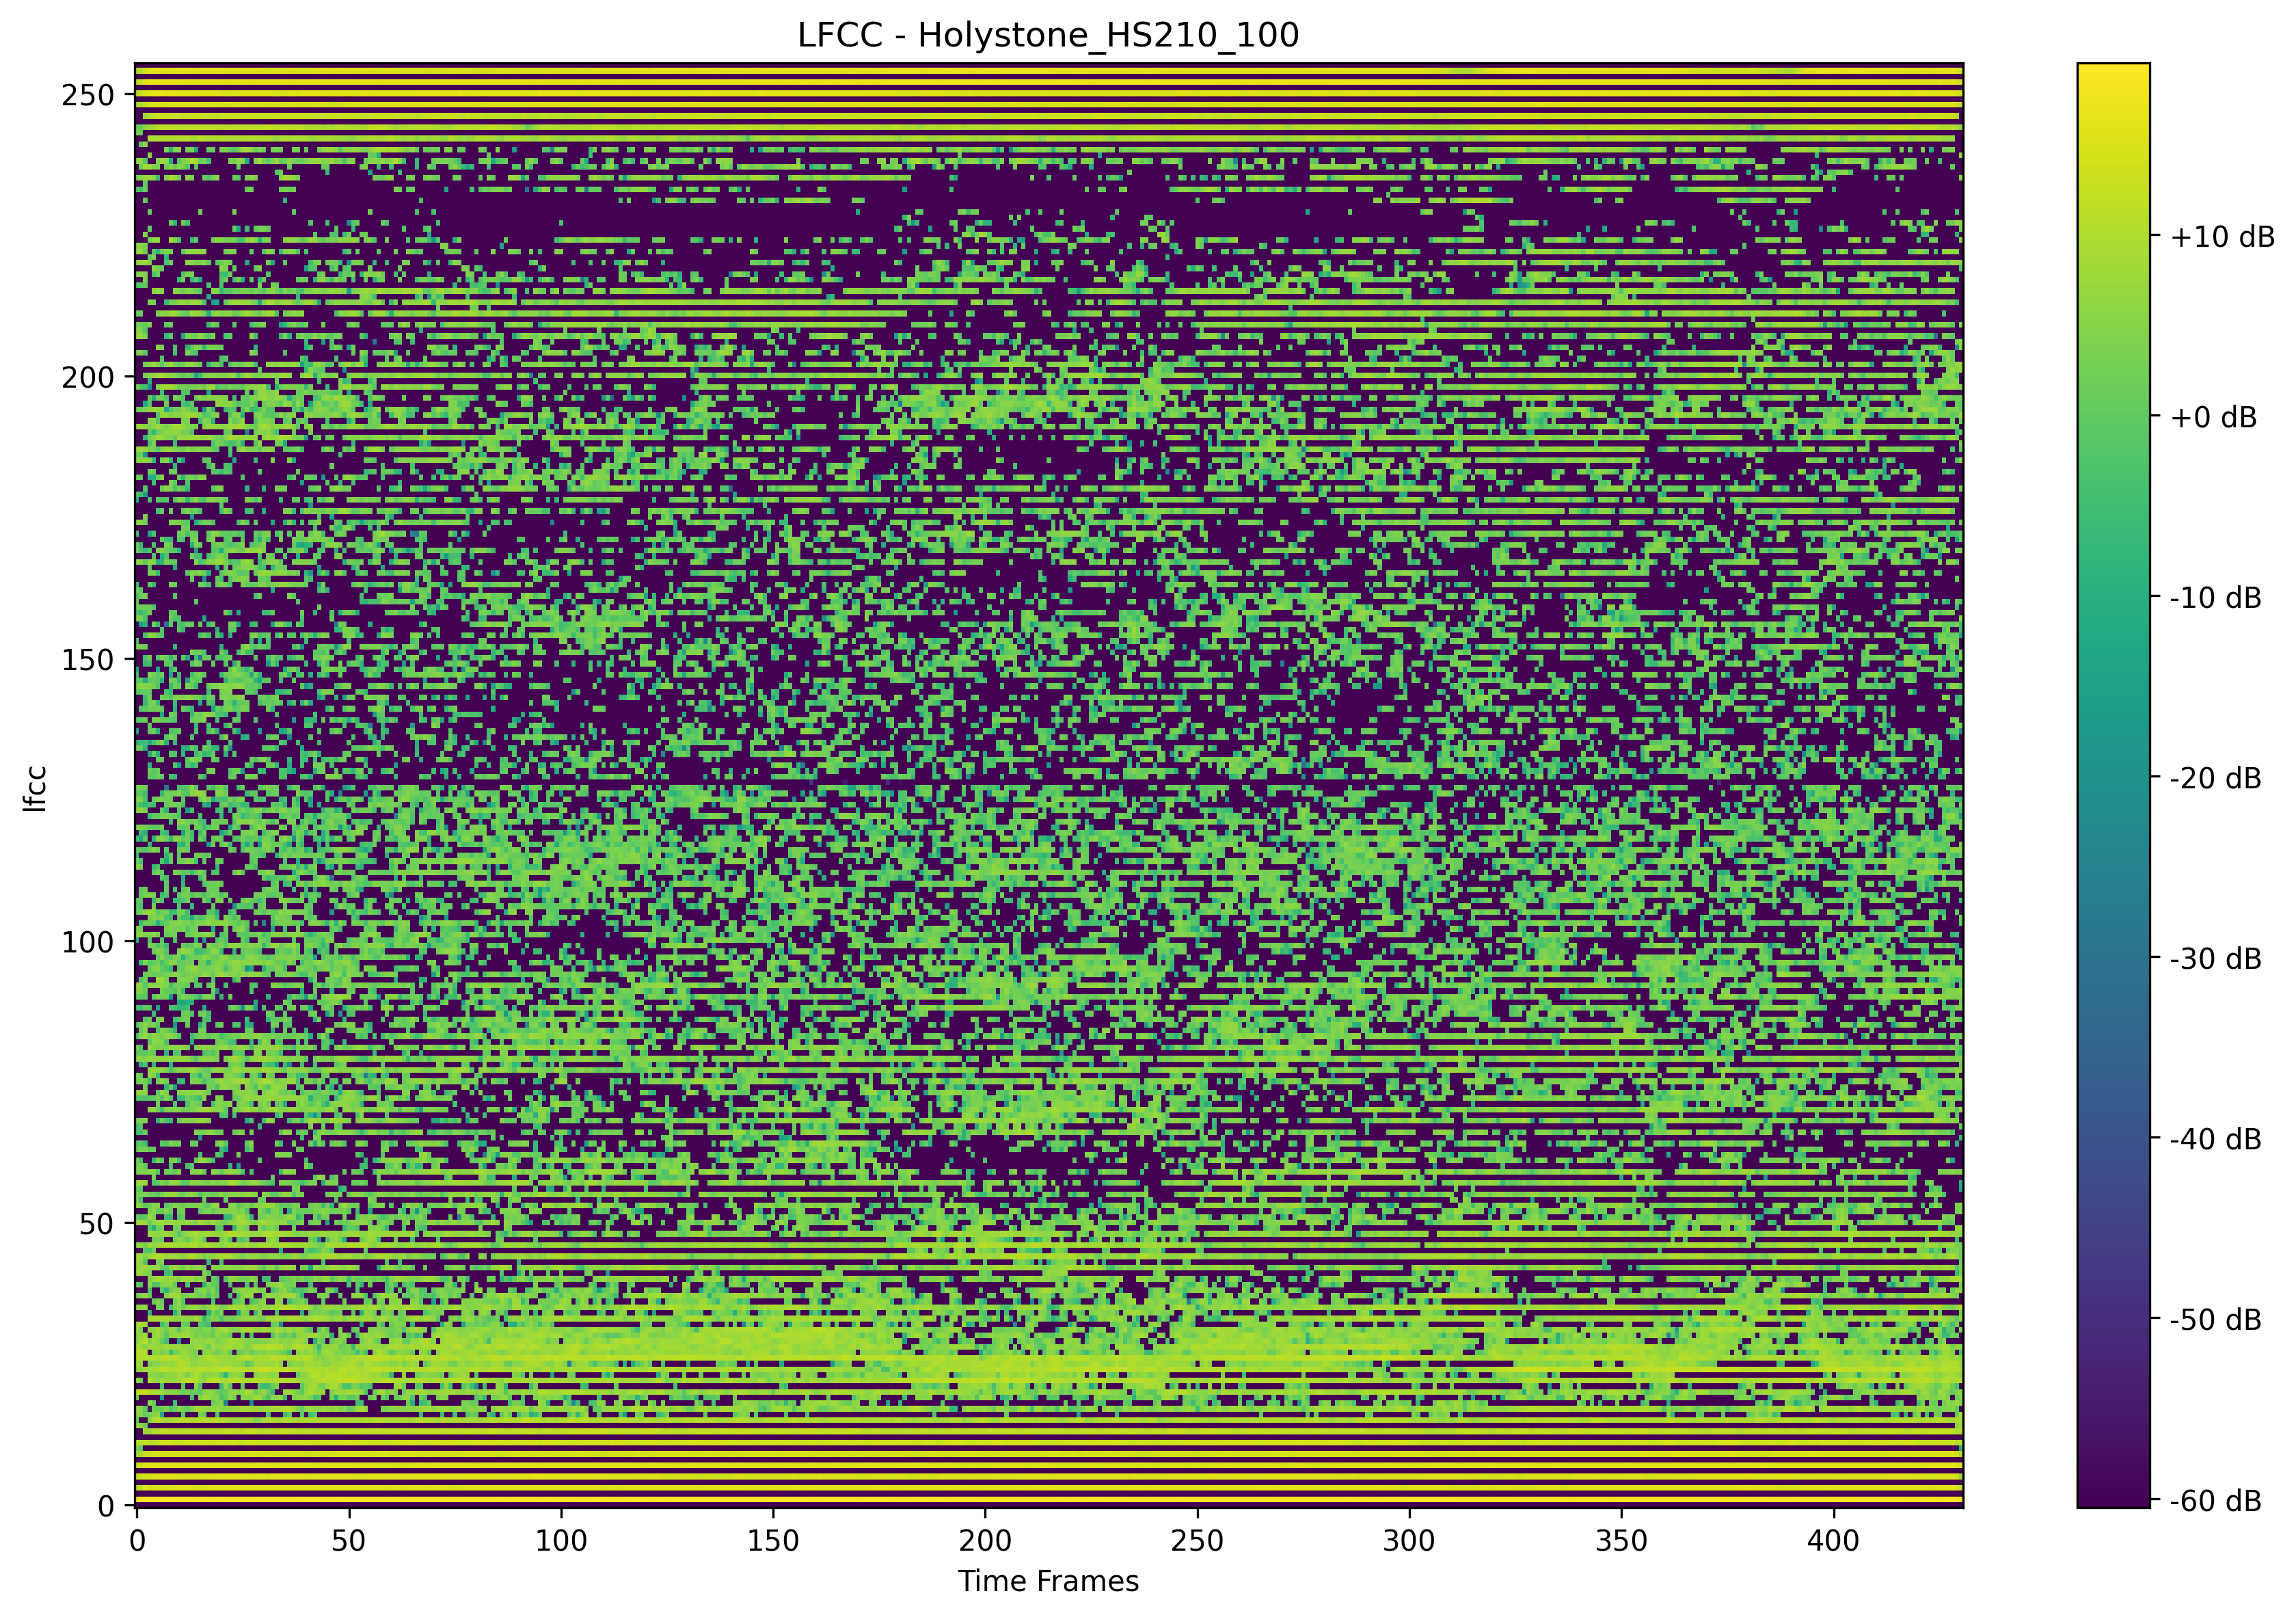 LFCC - Holystone_HS210_100
250
200
150
100
50
0
lfcc
0 50 100 150 200 250 300 350 400
Time Frames
+10 dB
+0 dB
-10 dB
-20 dB
-30 dB
-40 dB
-50 dB
-60 dB